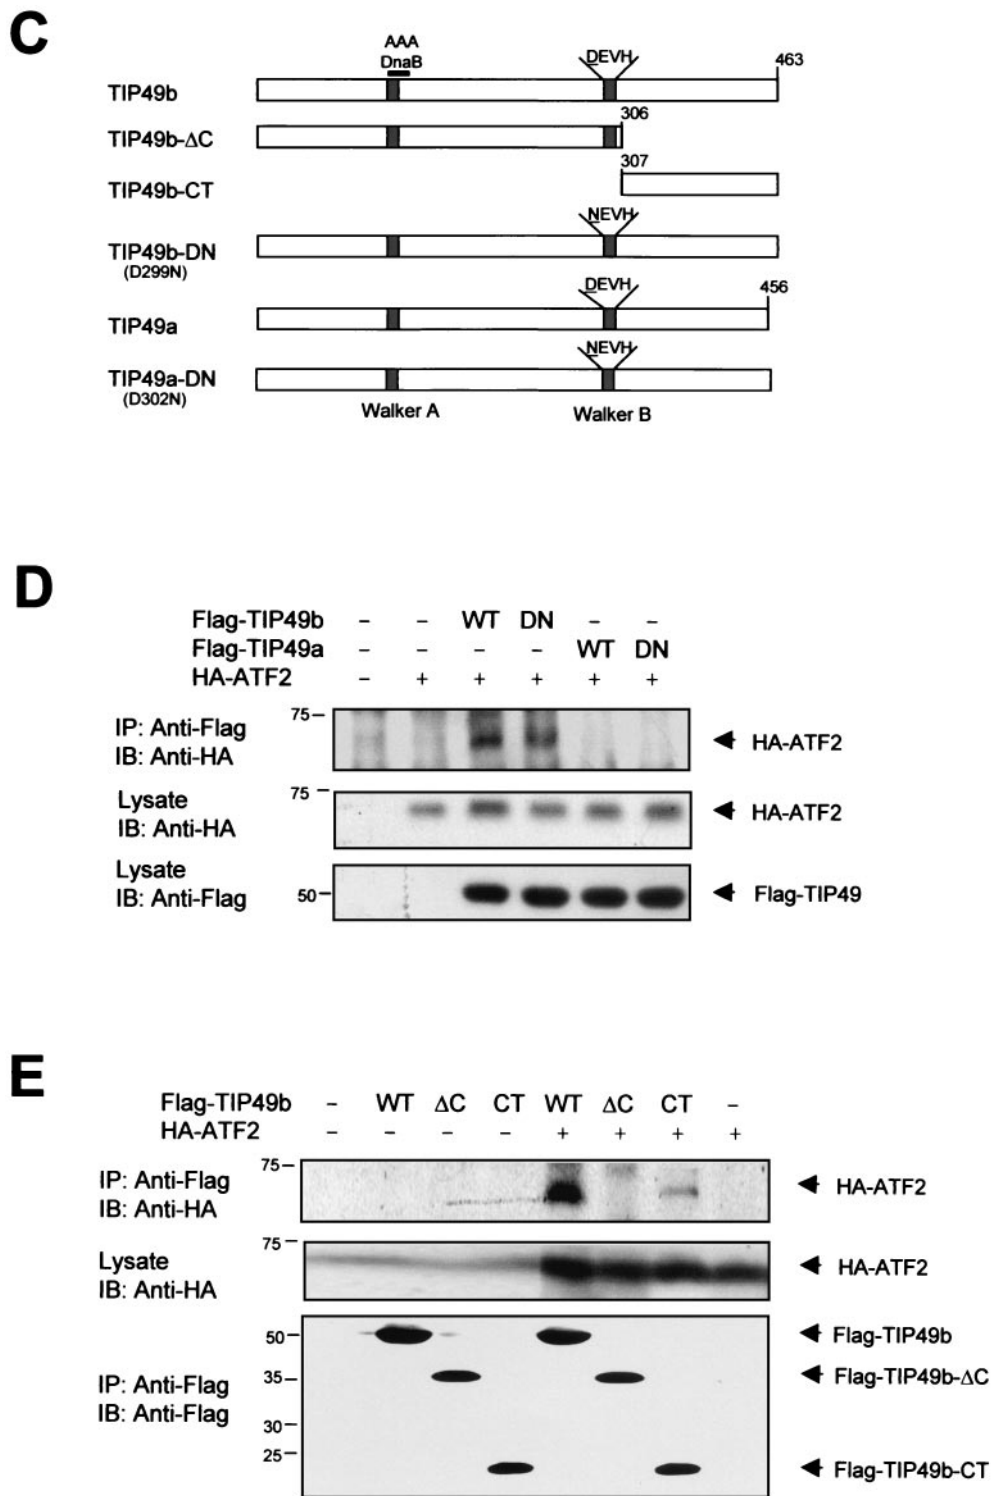 C
AAA
DnaB
DEVH
463
TIP49b
306
TIP49b-ΔC
307
TIP49b-CT
NEVH
TIP49b-DN
(D299N)
DEVH
456
TIP49a
NEVH
TIP49a-DN
(D302N)
Walker A Walker B
D
Flag-TIP49b - - WT DN - -
Flag-TIP49a - - - - WT DN
HA-ATF2 - + + + + +
75
IP: Anti-Flag
IB: Anti-HA
HA-ATF2
75
Lysate
IB: Anti-HA
HA-ATF2
Lysate
IB: Anti-Flag
50
Flag-TIP49
E
Flag-TIP49b - WT ΔC CT WT ΔC CT -
HA-ATF2 - - - - + + + +
75
IP: Anti-Flag
IB: Anti-HA
HA-ATF2
75
Lysate
IB: Anti-HA
HA-ATF2
50
Flag-TIP49b
35
Flag-TIP49b-ΔC
IP: Anti-Flag
IB: Anti-Flag
30
25
Flag-TIP49b-CT